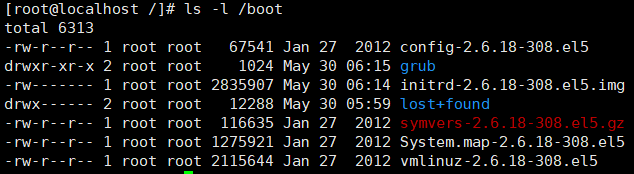 [root@localhost /]# ls -l /boot
total 6313
-rw-r--r-- 1 root root   67541 Jan 27  2012 config-2.6.18-308.el5
drwxr-xr-x 2 root root    1024 May 30 06:15 grub
-rw------- 1 root root 2835907 May 30 06:14 initrd-2.6.18-308.el5.img
drwx------ 2 root root   12288 May 30 05:59 lost+found
-rw-r--r-- 1 root root  116635 Jan 27  2012 symvers-2.6.18-308.el5.gz
-rw-r--r-- 1 root root 1275921 Jan 27  2012 System.map-2.6.18-308.el5
-rw-r--r-- 1 root root 2115644 Jan 27  2012 vmlinuz-2.6.18-308.el5